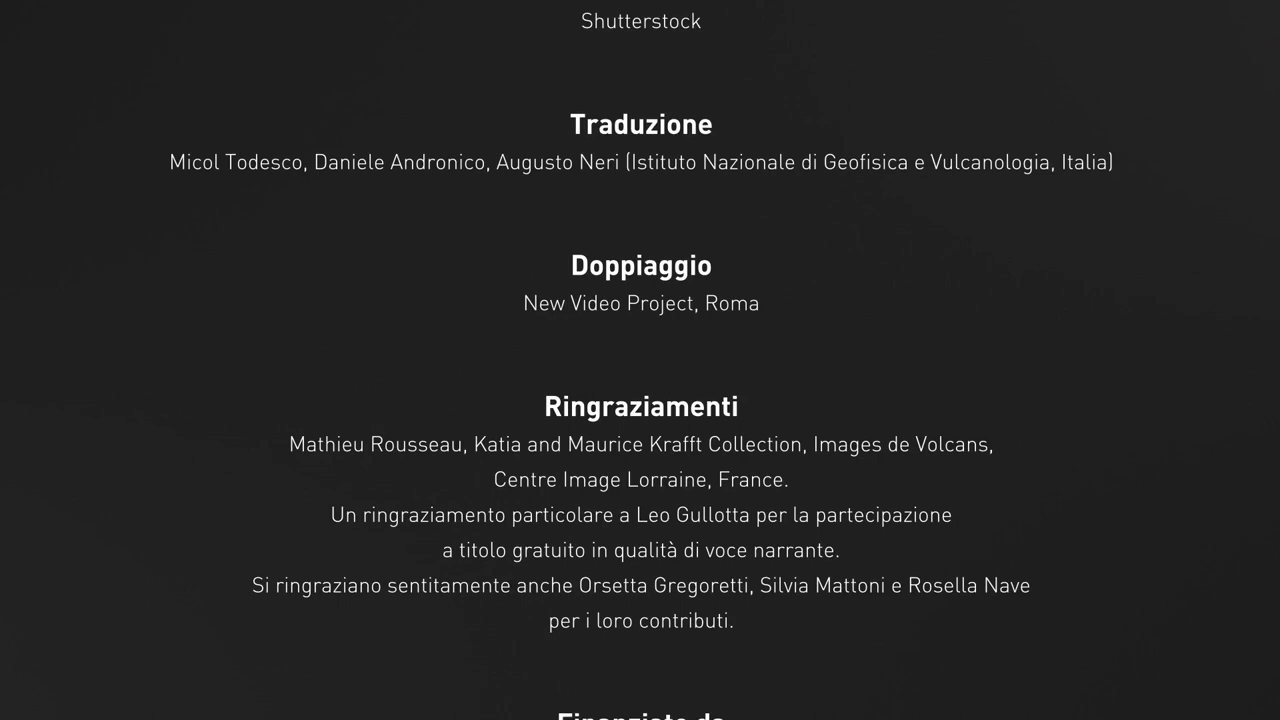 Shutterstock
Traduzione
Micol Todesco, Daniele Andronico, Augusto Neri (Istituto Nazionale di Geofisica e Vulcanologia, Italia)
Doppiaggio
New Video Project, Roma
Ringraziamenti
Mathieu Rousseau, Katia and Maurice Krafft Collection, Images de Volcans,
Centre Image Lorraine, France.
Un ringraziamento particolare a Leo Gullotta per la partecipazione
a titolo gratuito in qualità di voce narrante.
Si ringraziano sentitamente anche Orsetta Gregoretti, Silvia Mattoni e Rosella Nave
per i loro contributi.
Finanziato da